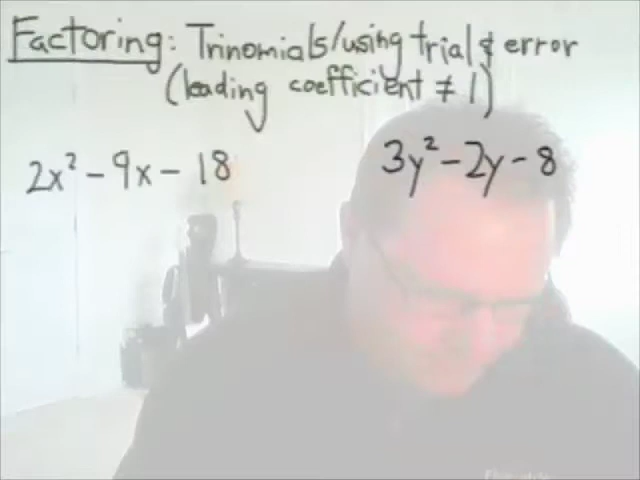 Factoring: Trinomials/using trial & error
(leading coefficient ≠ 1)
2x² - 9x - 18
3y² - 2y - 8